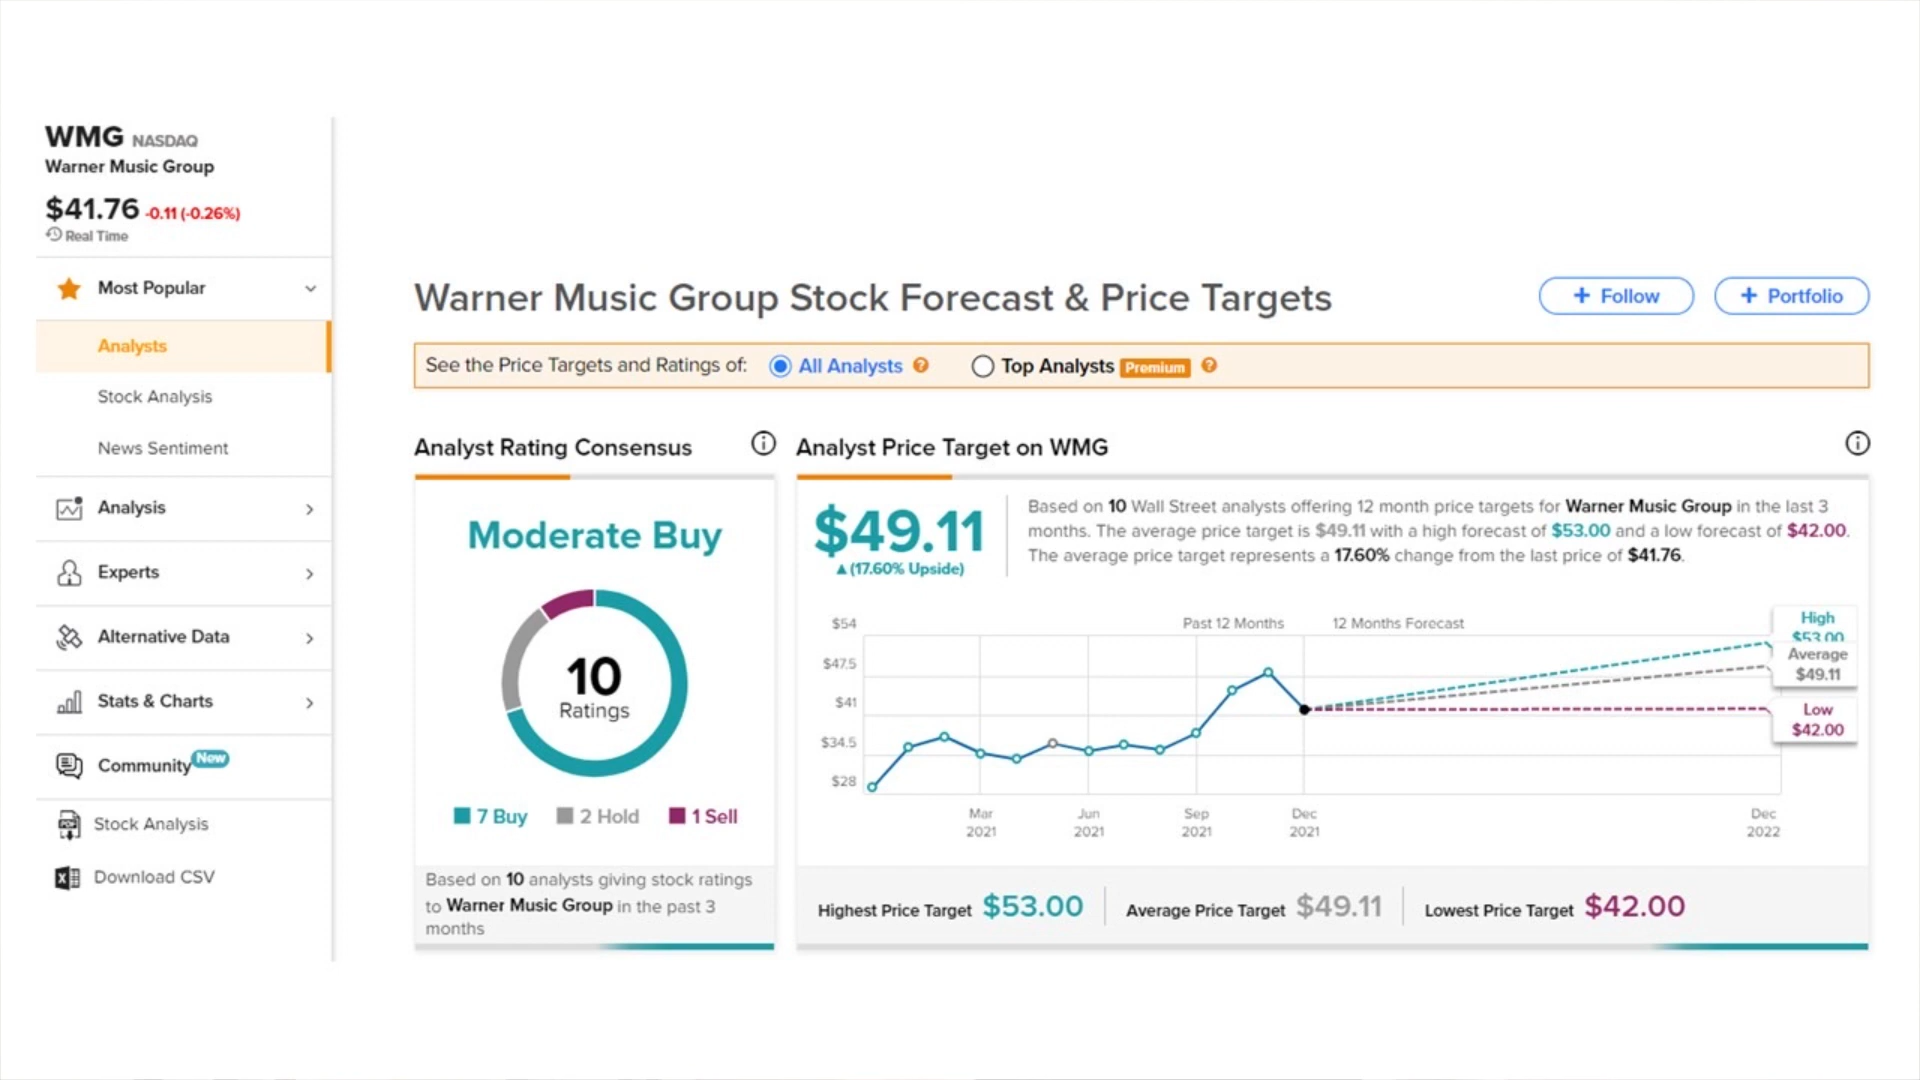 WMG NASDAQ
Warner Music Group
$41.76 -0.11 (-0.26%)
Real Time
Most Popular
Analysts
Stock Analysis
News Sentiment
Analysis
Experts
Alternative Data
Stats & Charts
Community New
Stock Analysis
Download CSV
Warner Music Group Stock Forecast & Price Targets
+ Follow
+ Portfolio
See the Price Targets and Ratings of: All Analysts ? Top Analysts Premium ?
Analyst Rating Consensus
Moderate Buy
10
Ratings
7 Buy 2 Hold 1 Sell
Based on 10 analysts giving stock ratings
to Warner Music Group in the past 3
months
Analyst Price Target on WMG
$49.11
▲(17.60% Upside)
Based on 10 Wall Street analysts offering 12 month price targets for Warner Music Group in the last 3
months. The average price target is $49.11 with a high forecast of $53.00 and a low forecast of $42.00.
The average price target represents a 17.60% change from the last price of $41.76.
Past 12 Months 12 Months Forecast
$54
$47.5
$41
$34.5
$28
High
$53.00
Average
$49.11
Low
$42.00
Mar
2021
Jun
2021
Sep
2021
Dec
2021
Dec
2022
Highest Price Target $53.00
Average Price Target $49.11
Lowest Price Target $42.00